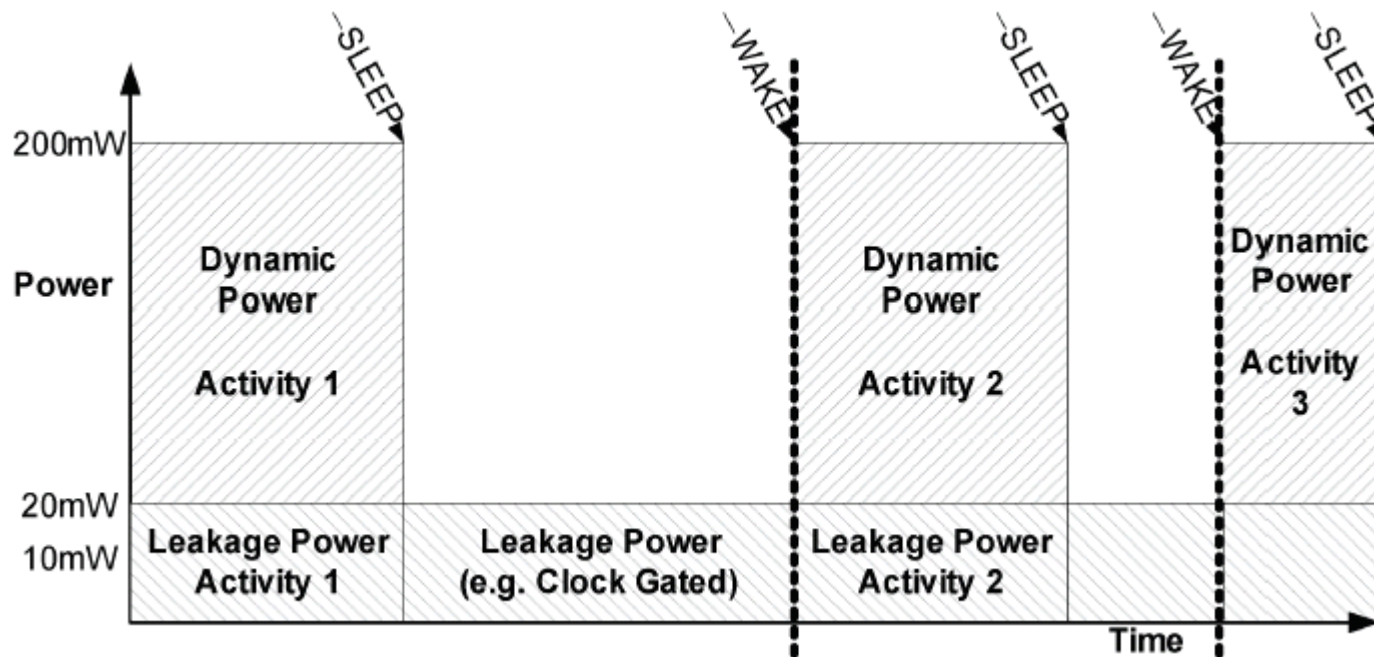 SLEEP
WAKE
SLEEP
WAKE
SLEEP
200mW
Power
20mW
10mW
Dynamic
Power
Activity 1
Dynamic
Power
Activity 2
Dynamic
Power
Activity
3
Leakage Power
Activity 1
Leakage Power
(e.g. Clock Gated)
Leakage Power
Activity 2
Time